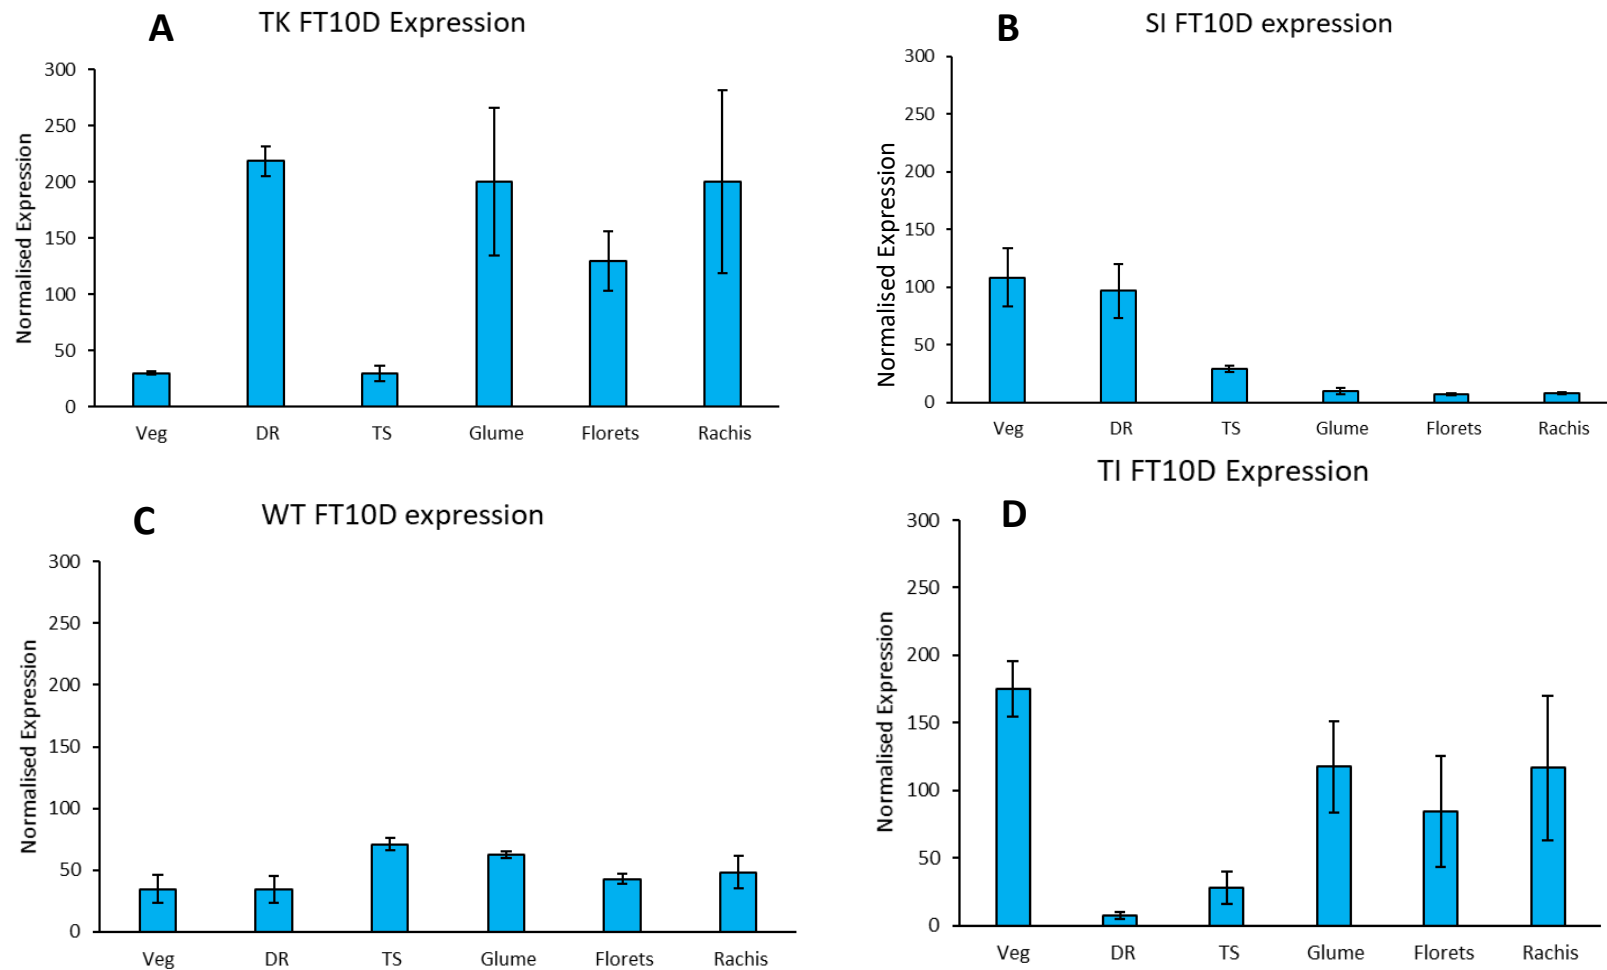 A
TK FT10D Expression
300
250
200
150
100
50
0
Normalised Expression
Veg DR TS Glume Florets Rachis
B
SI FT10D expression
300
250
200
150
100
50
0
Normalised Expression
Veg DR TS Glume Florets Rachis
C
WT FT10D expression
300
250
200
150
100
50
0
Normalised Expression
Veg DR TS Glume Florets Rachis
TI FT10D Expression
D
300
250
200
150
100
50
0
Normalised Expression
Veg DR TS Glume Florets Rachis